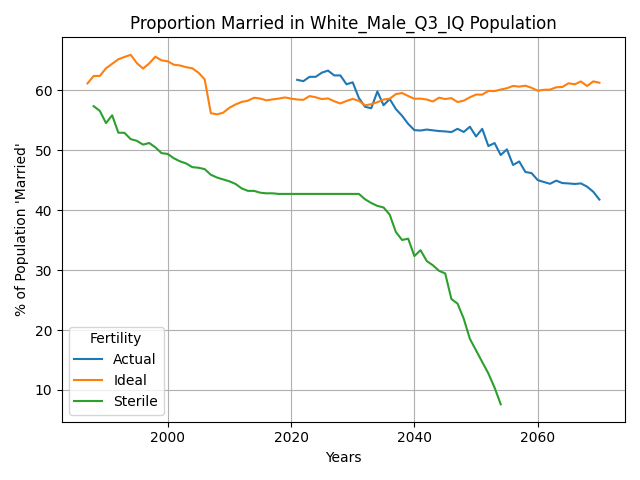 Proportion Married in White_Male_Q3_IQ Population
% of Population 'Married'
60
50
40
30
20
10
Fertility
Actual
Ideal
Sterile
2000
2020
2040
2060
Years